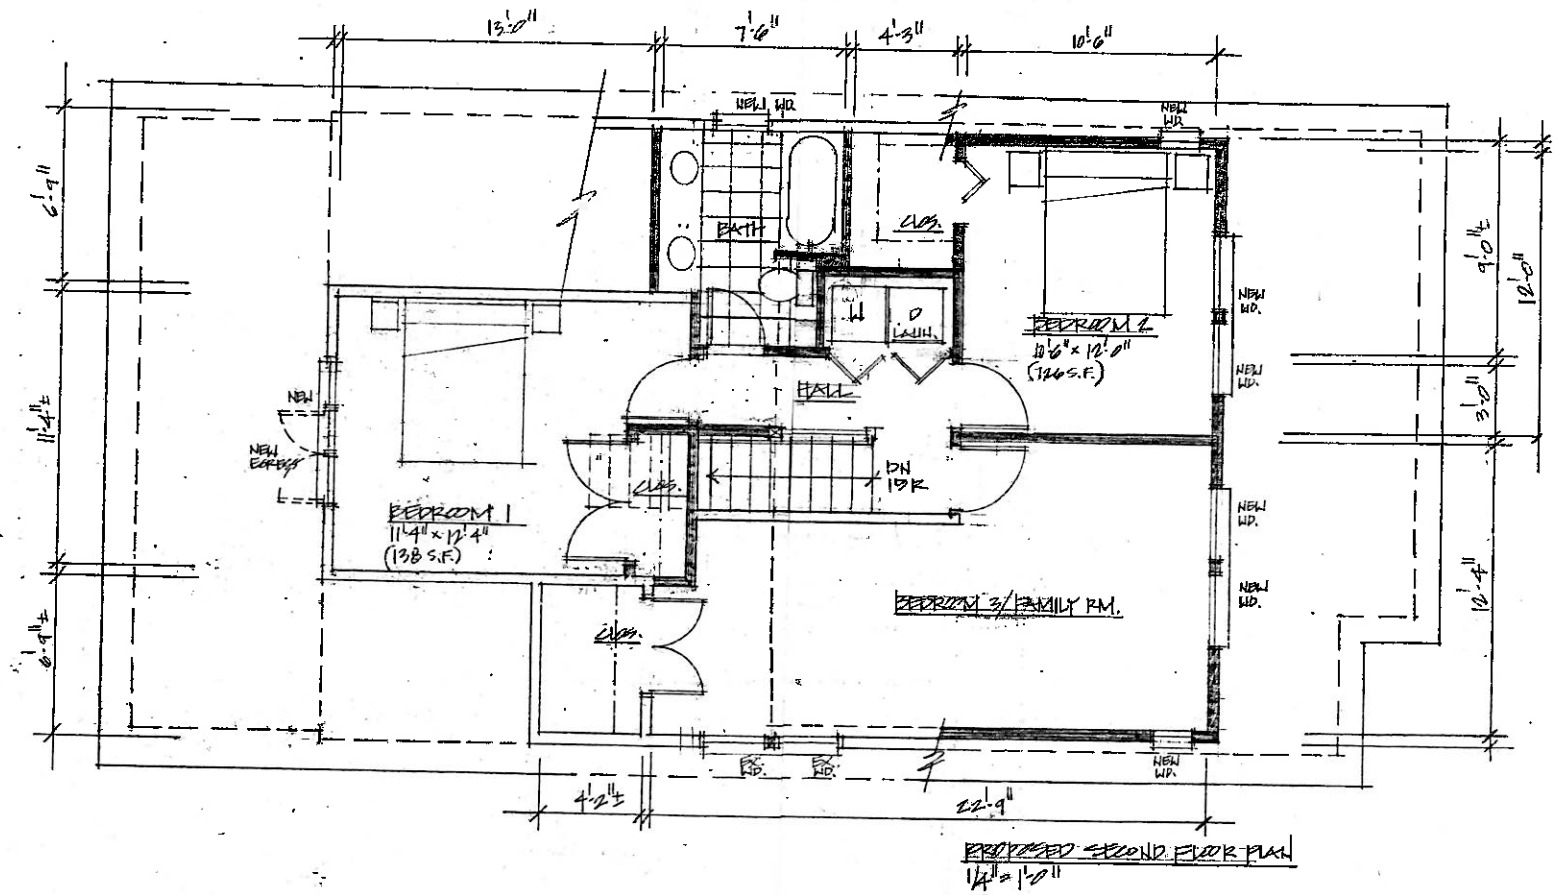 13'-0" 7'-6" 4'-3" 10'-6"
NEW WD.
NEW
WD.
6'-9"
BATH
CLOS.
9'-0"±
12'-0"
NEW
WD.
W D
LAUN.
BEDROOM 2
10'-6" x 12'-0"
(126 S.F.)
NEW
WD.
HALL
NEW
11'-4"±
3'-0"
NEW
EGRESS
CLOS.
DN
13R
BEDROOM 1
11'-4" x 12'-4"
(138 S.F.)
NEW
WD.
NEW
WD.
12'-4"
BEDROOM 3/FAMILY RM.
CLOS.
6'-9"±
EX.
WD.
EX.
WD.
NEW
WD.
4'-2"± 22'-9"
PROPOSED SECOND FLOOR PLAN
1/4" = 1'-0"